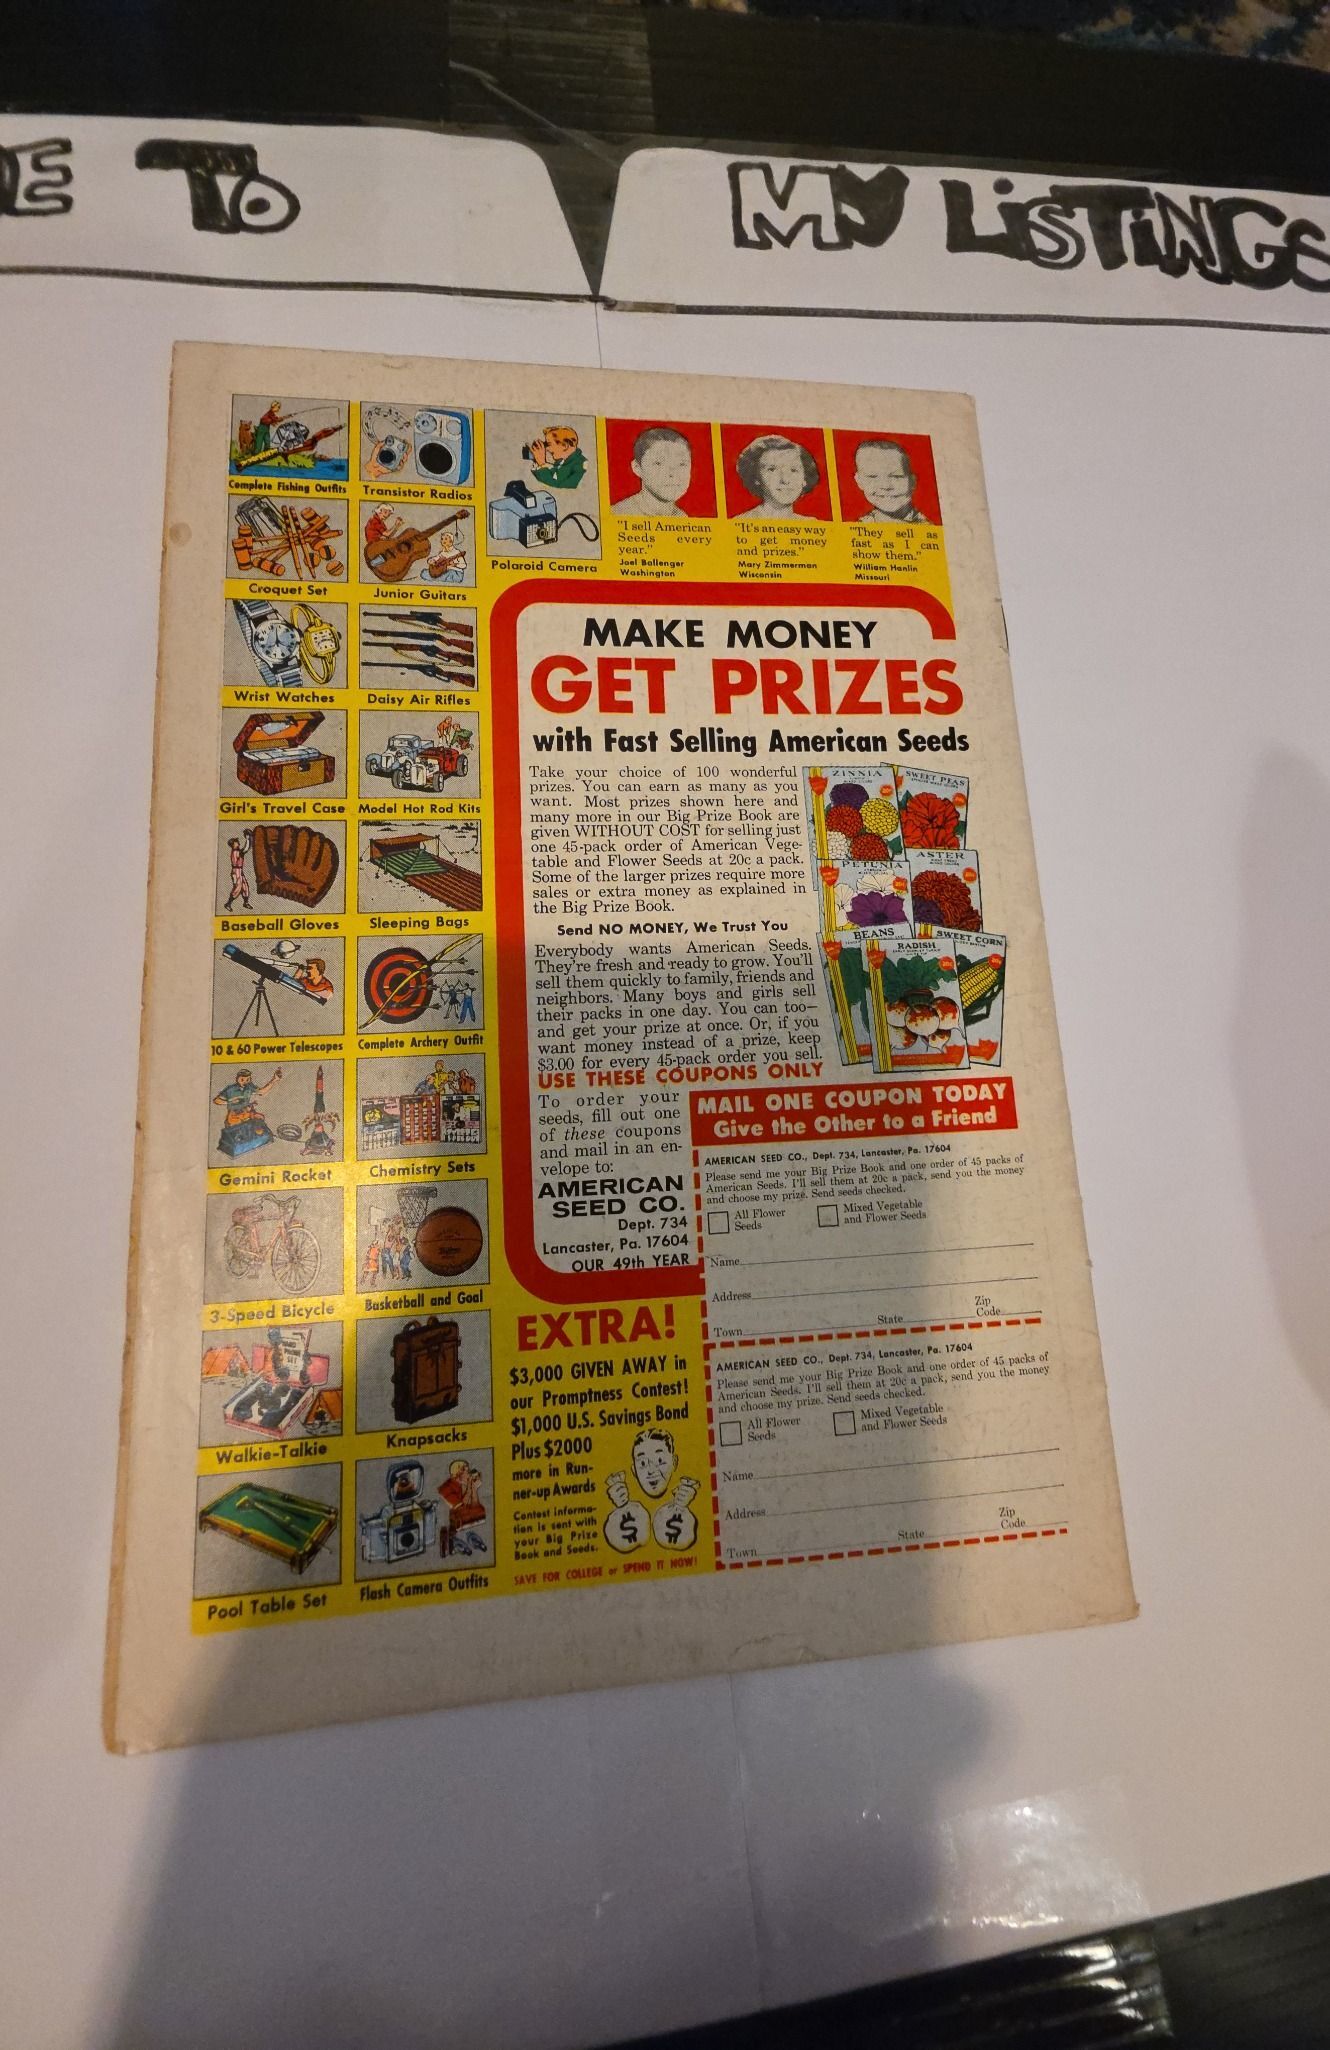 E TO
MY LiSTiNGS
Complete Fishing Outfits
Transistor Radios
Croquet Set
Junior Guitars
Polaroid Camera
Wrist Watches
Daisy Air Rifles
Girl's Travel Case
Model Hot Rod Kits
Baseball Gloves
Sleeping Bags
10 & 60 Power Telescopes
Complete Archery Outfit
Gemini Rocket
Chemistry Sets
3-Speed Bicycle
Basketball and Goal
Walkie-Talkie
Knapsacks
Pool Table Set
Flash Camera Outfits
"I sell American
Seeds every
year."
Joel Ballenger
Washington
"It's an easy way
to get money
and prizes."
Mary Zimmerman
Wisconsin
"They sell as
fast as I can
show them."
William Hanlin
Missouri
MAKE MONEY
GET PRIZES
with Fast Selling American Seeds
Take your choice of 100 wonderful
prizes. You can earn as many as you
want. Most prizes shown here and
many more in our Big Prize Book are
given WITHOUT COST for selling just
one 45-pack order of American Vege-
table and Flower Seeds at 20c a pack.
Some of the larger prizes require more
sales or extra money as explained in
the Big Prize Book.
Send NO MONEY, We Trust You
Everybody wants American Seeds.
They're fresh and ready to grow. You'll
sell them quickly to family, friends and
neighbors. Many boys and girls sell
their packs in one day. You can too—
and get your prize at once. Or, if you
want money instead of a prize, keep
$3.00 for every 45-pack order you sell.
ZINNIA
SWEET PEAS
PETUNIA
ASTER
BEANS
RADISH
SWEET CORN
USE THESE COUPONS ONLY
To order your
seeds, fill out one
of these coupons
and mail in an en-
velope to:
AMERICAN
SEED CO.
Dept. 734
Lancaster, Pa. 17604
OUR 49th YEAR
MAIL ONE COUPON TODAY
Give the Other to a Friend
AMERICAN SEED CO., Dept. 734, Lancaster, Pa. 17604
Please send me your Big Prize Book and one order of 45 packs of
American Seeds. I'll sell them at 20c a pack, send you the money
and choose my prize. Send seeds checked.
All Flower
Seeds
Mixed Vegetable
and Flower Seeds
Name
Address
Town State Zip Code
AMERICAN SEED CO., Dept. 734, Lancaster, Pa. 17604
Please send me your Big Prize Book and one order of 45 packs of
American Seeds. I'll sell them at 20c a pack, send you the money
and choose my prize. Send seeds checked.
All Flower
Seeds
Mixed Vegetable
and Flower Seeds
Name
Address
Town State Zip Code
EXTRA!
$3,000 GIVEN AWAY in
our Promptness Contest!
$1,000 U.S. Savings Bond
Plus $2000
more in Run-
ner-up Awards
Contest informa-
tion is sent with
your Big Prize
Book and Seeds.
$ $
SAVE FOR COLLEGE or SPEND IT NOW!